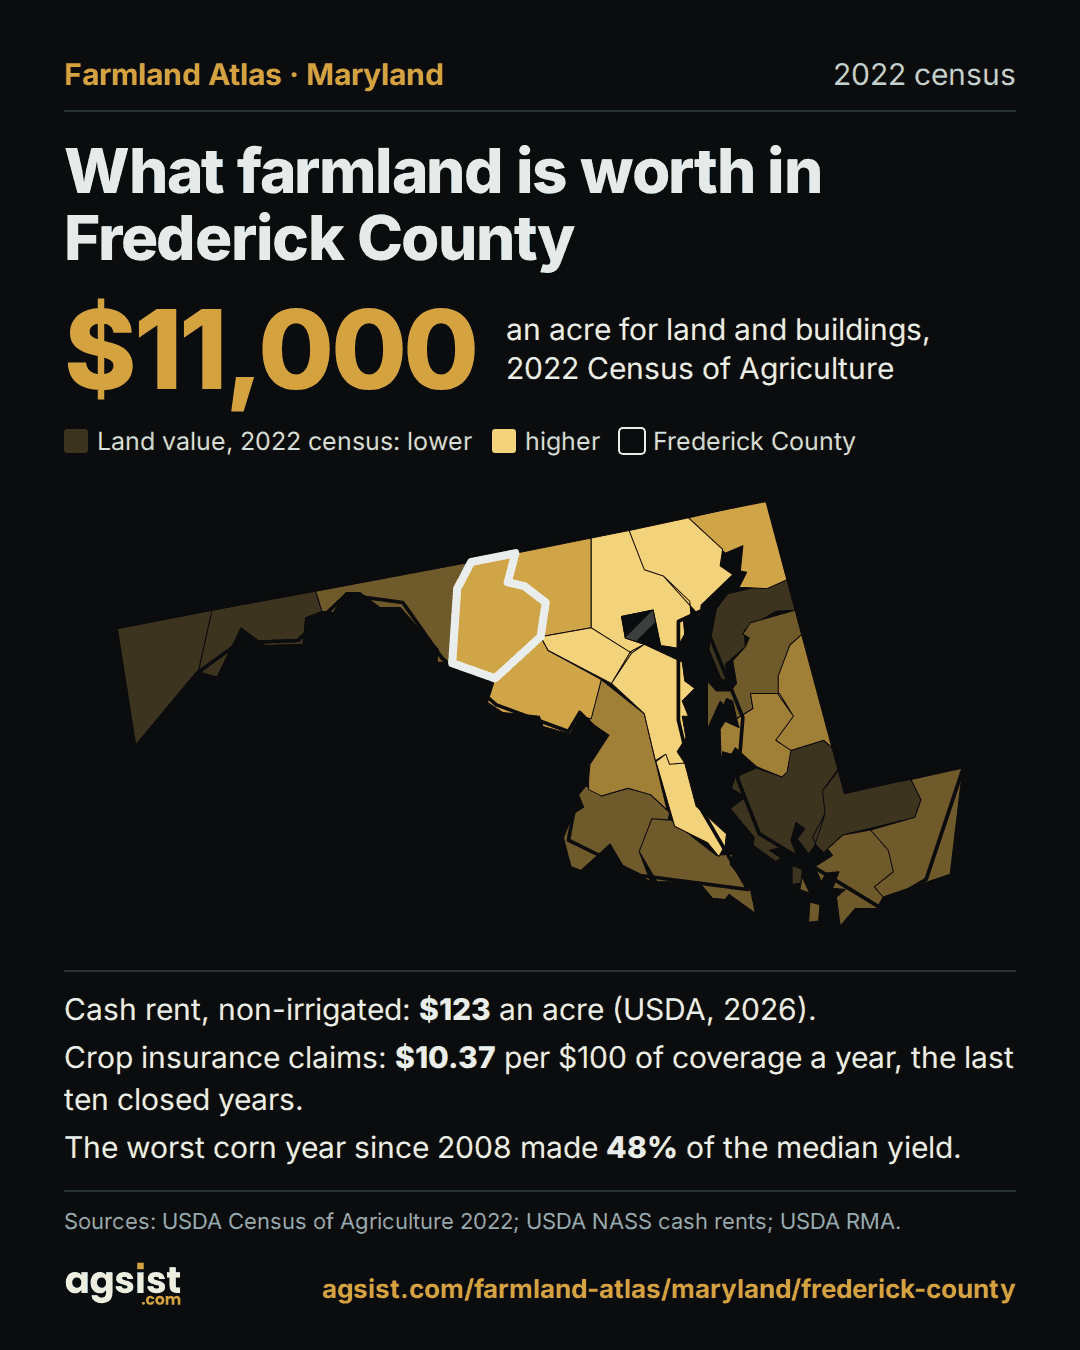 Farmland Atlas · Maryland
2022 census
What farmland is worth in
Frederick County
$11,000
an acre for land and buildings,
2022 Census of Agriculture
Land value, 2022 census: lower higher Frederick County
Cash rent, non-irrigated: $123 an acre (USDA, 2026).
Crop insurance claims: $10.37 per $100 of coverage a year, the last
ten closed years.
The worst corn year since 2008 made 48% of the median yield.
Sources: USDA Census of Agriculture 2022; USDA NASS cash rents; USDA RMA.
agsist
.com
agsist.com/farmland-atlas/maryland/frederick-county